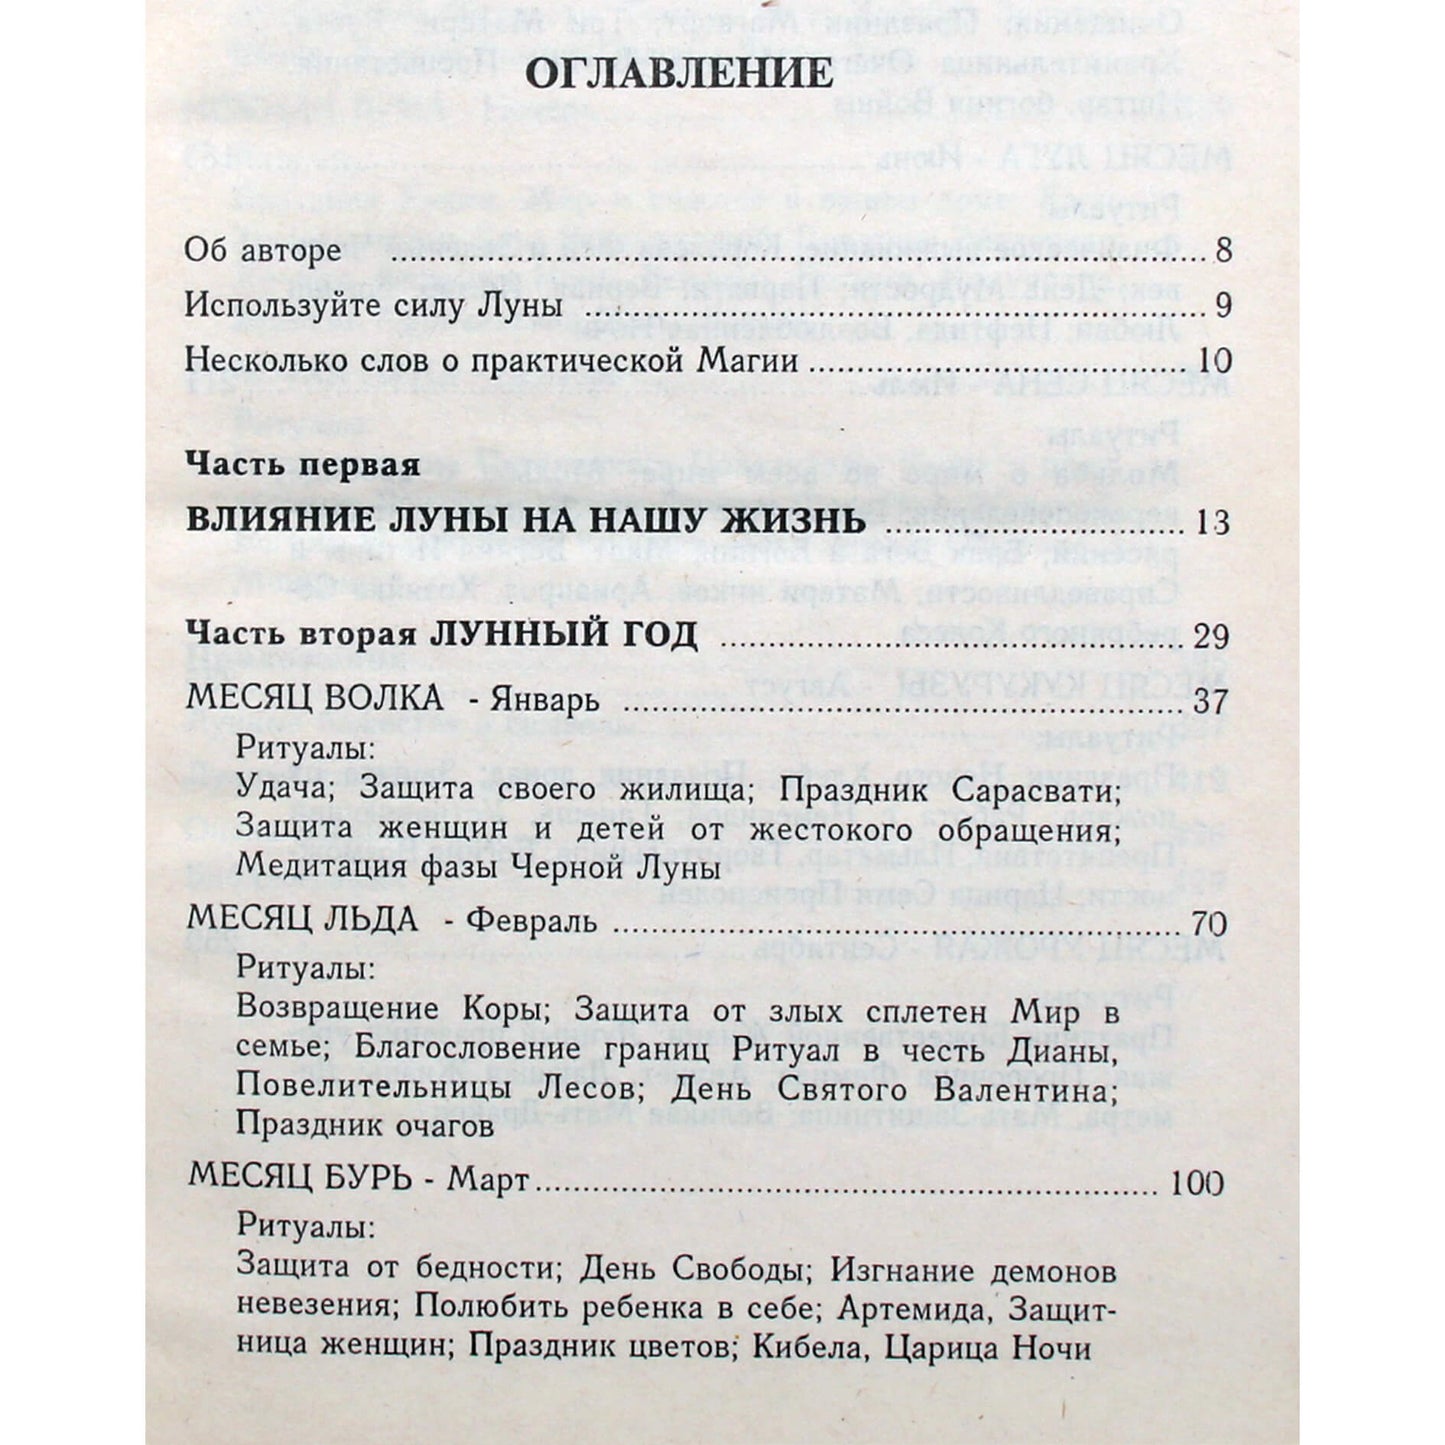 ОГЛАВЛЕНИЕ
Об авторе ........ 8
Используйте силу Луны ........ 9
Несколько слов о практической Магии ........ 10
Часть первая
ВЛИЯНИЕ ЛУНЫ НА НАШУ ЖИЗНЬ ........ 13
Часть вторая ЛУННЫЙ ГОД ........ 29
МЕСЯЦ ВОЛКА - Январь ........ 37
Ритуалы:
Удача; Защита своего жилища; Праздник Сарасвати;
Защита женщин и детей от жестокого обращения;
Медитация фазы Черной Луны
МЕСЯЦ ЛЬДА - Февраль ........ 70
Ритуалы:
Возвращение Коры; Защита от злых сплетен Мир в
семье; Благословение границ Ритуал в честь Дианы,
Повелительницы Лесов; День Святого Валентина;
Праздник очагов
МЕСЯЦ БУРЬ - Март ........ 100
Ритуалы:
Защита от бедности; День Свободы; Изгнание демонов
невезения; Полюбить ребенка в себе; Артемида, Защит-
ница женщин; Праздник цветов; Кибела, Царица Ночи